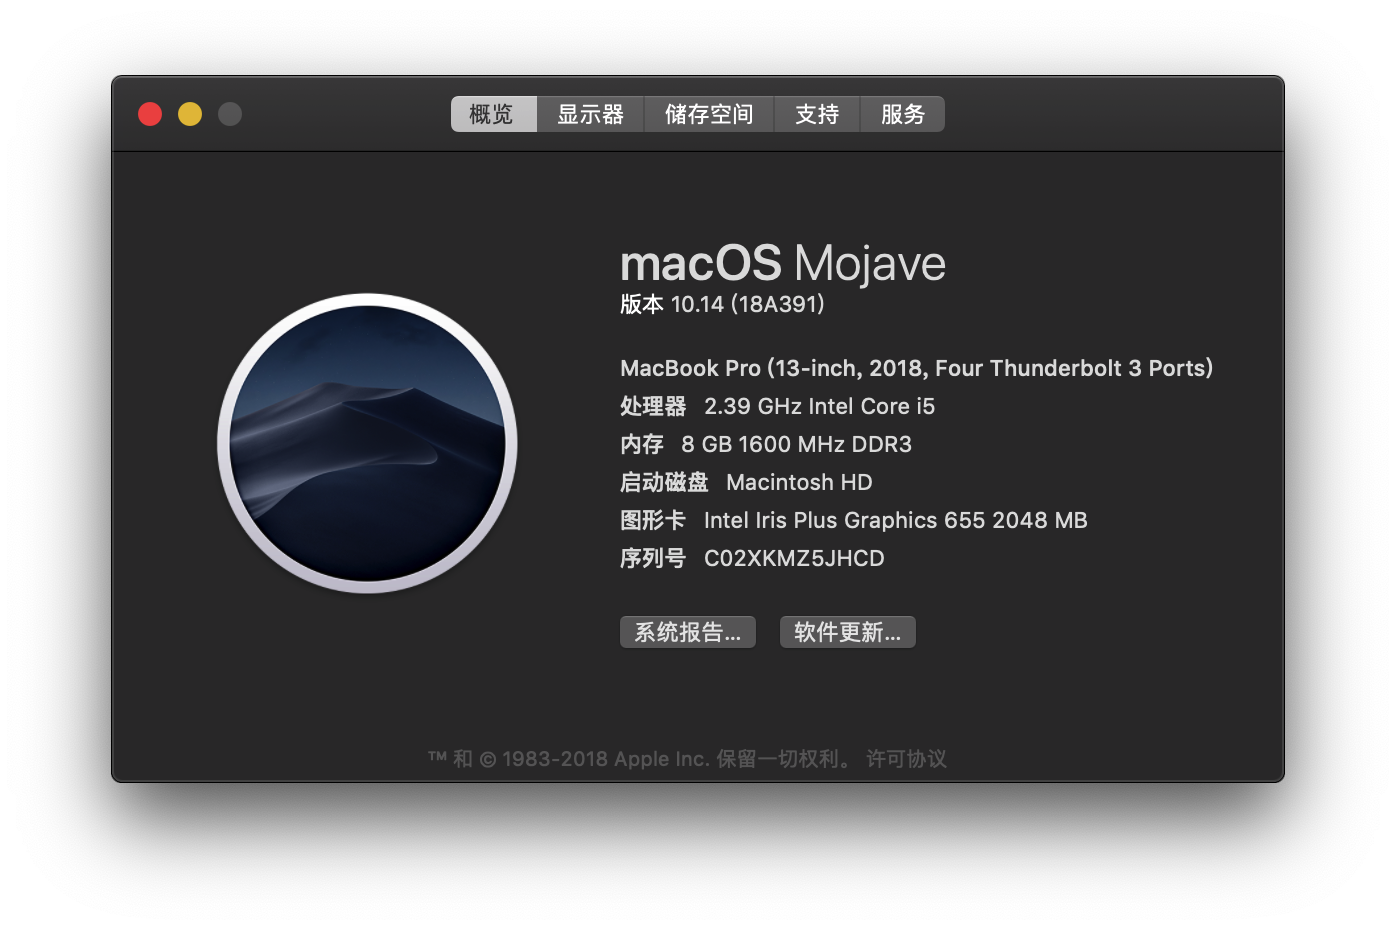 概览 显示器 储存空间 支持 服务
macOS Mojave
版本 10.14 (18A391)
MacBook Pro (13-inch, 2018, Four Thunderbolt 3 Ports)
处理器 2.39 GHz Intel Core i5
内存 8 GB 1600 MHz DDR3
启动磁盘 Macintosh HD
图形卡 Intel Iris Plus Graphics 655 2048 MB
序列号 C02XKMZ5JHCD
系统报告... 软件更新...
™ 和 © 1983-2018 Apple Inc. 保留一切权利。 许可协议